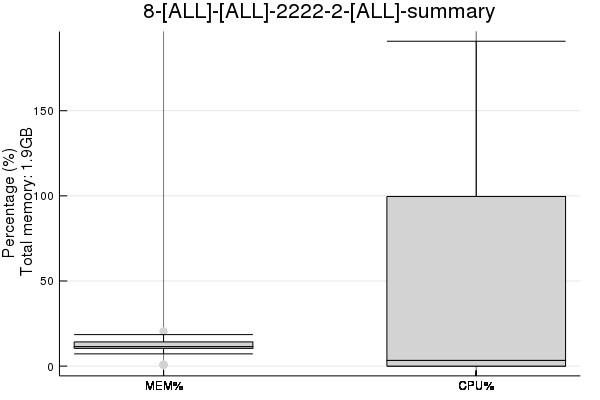 8-[ALL]-[ALL]-2222-2-[ALL]-summary
Percentage (%)
Total memory: 1.9GB
150
100
50
0
MEM%
CPU%